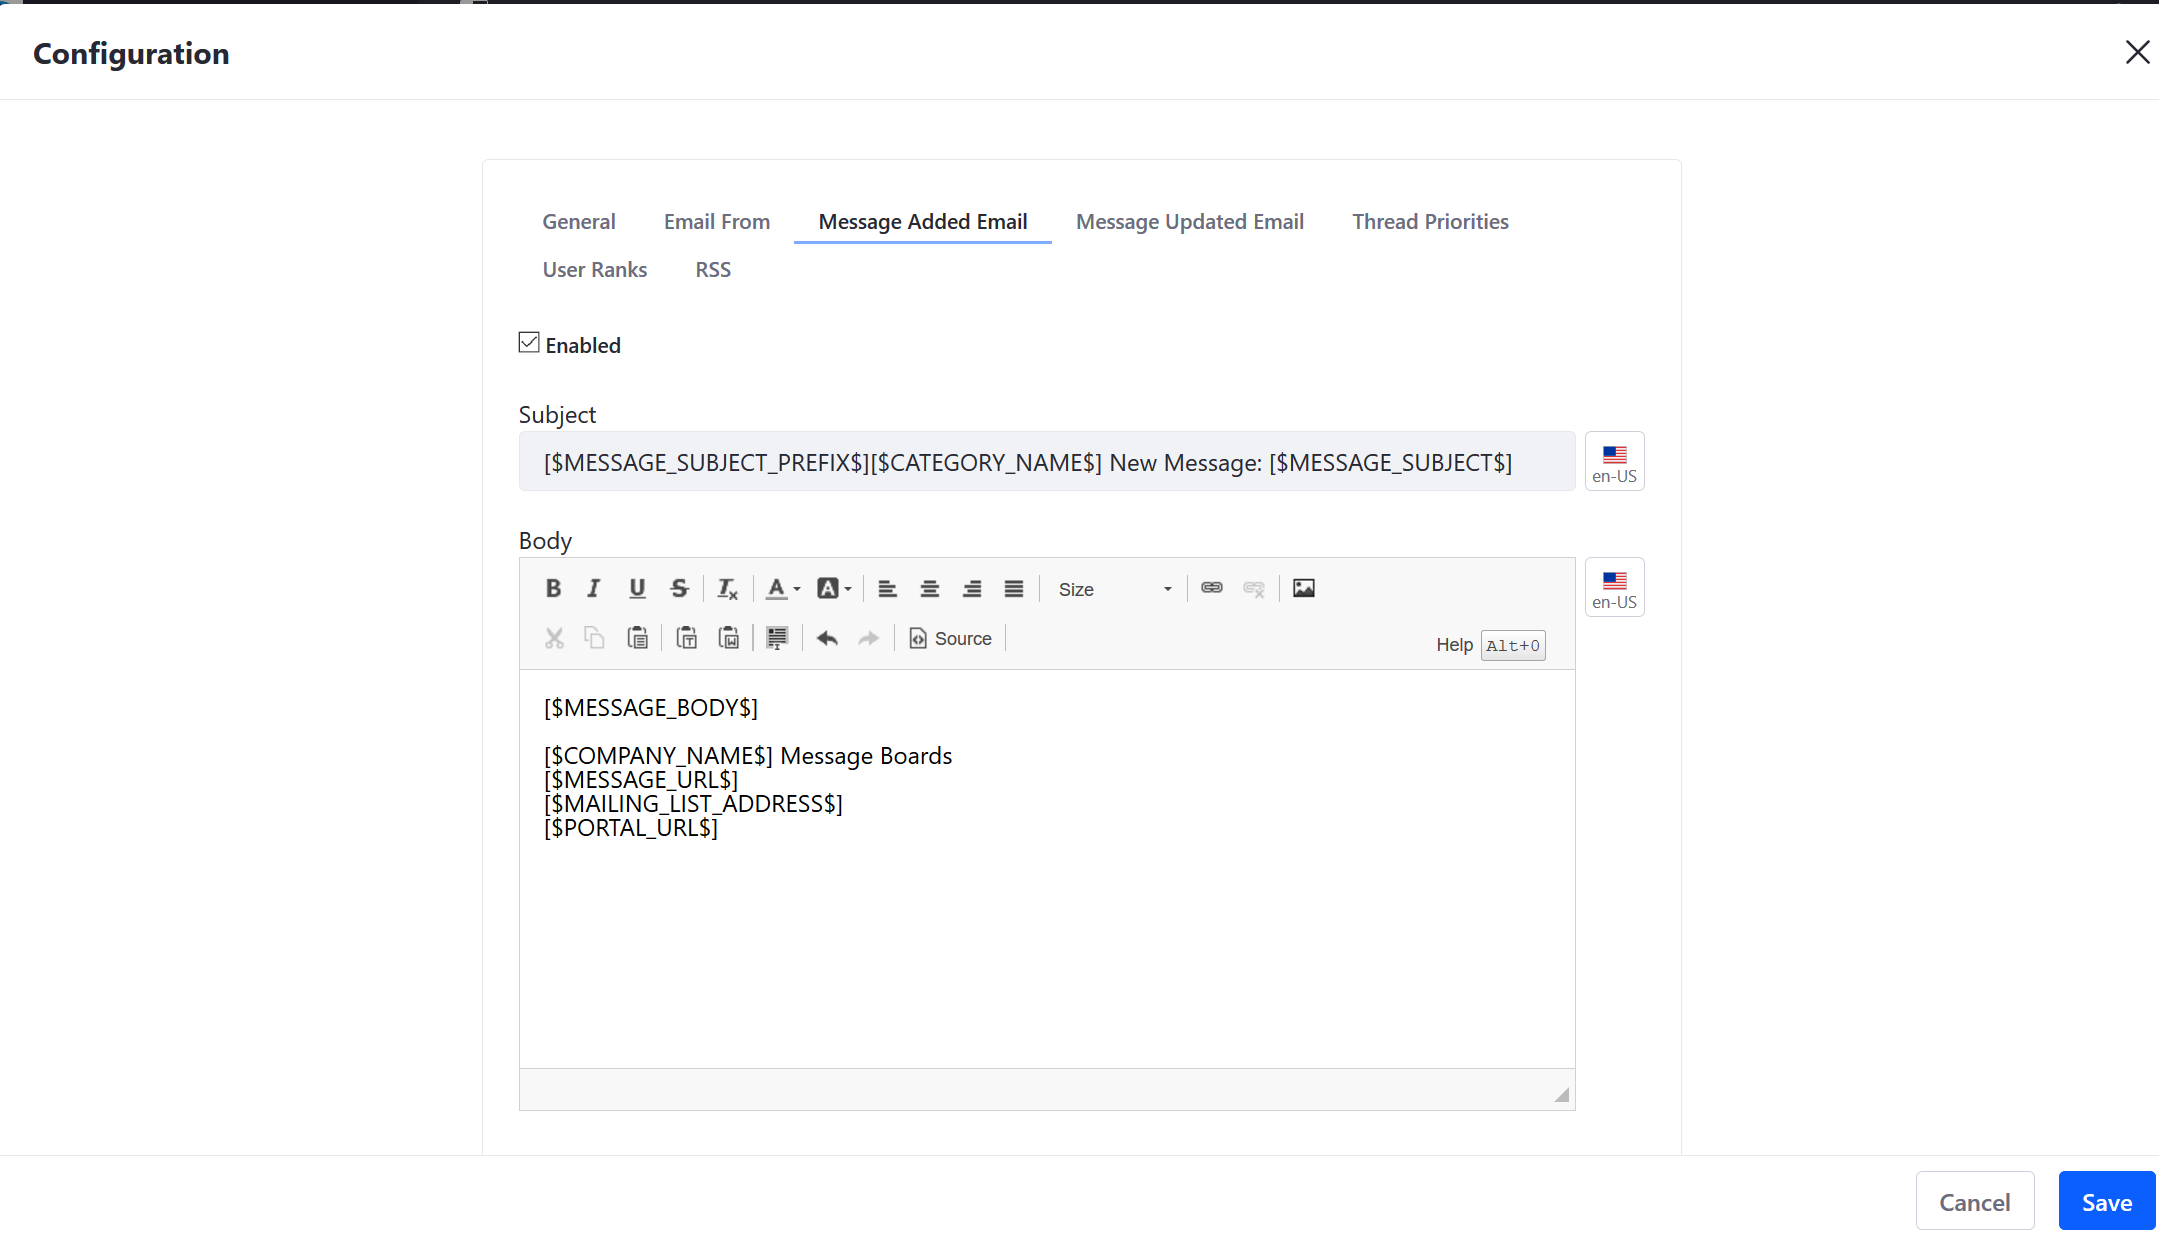 Configuration
General Email From Message Added Email Message Updated Email Thread Priorities
User Ranks RSS
Enabled
Subject
[$MESSAGE_SUBJECT_PREFIX$][$CATEGORY_NAME$] New Message: [$MESSAGE_SUBJECT$]
en-US
Body
Size
en-US
Source
Help Alt+0
[$MESSAGE_BODY$]
[$COMPANY_NAME$] Message Boards
[$MESSAGE_URL$]
[$MAILING_LIST_ADDRESS$]
[$PORTAL_URL$]
Cancel Save